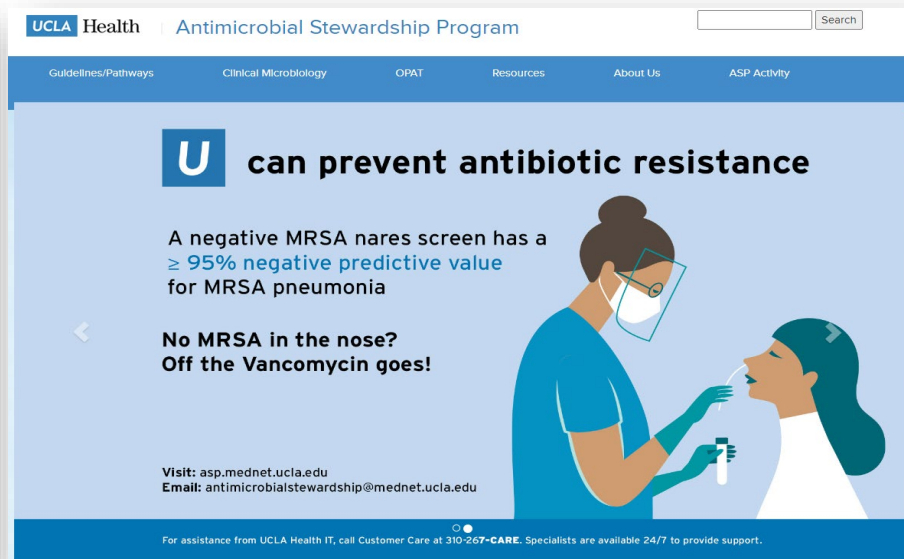 UCLA Health Antimicrobial Stewardship Program Search
Guidelines/Pathways Clinical Microbiology OPAT Resources About Us ASP Activity
U can prevent antibiotic resistance
A negative MRSA nares screen has a
≥ 95% negative predictive value
for MRSA pneumonia
No MRSA in the nose?
Off the Vancomycin goes!
Visit: asp.mednet.ucla.edu
Email: antimicrobialstewardship@mednet.ucla.edu
For assistance from UCLA Health IT, call Customer Care at 310-267-CARE. Specialists are available 24/7 to provide support.